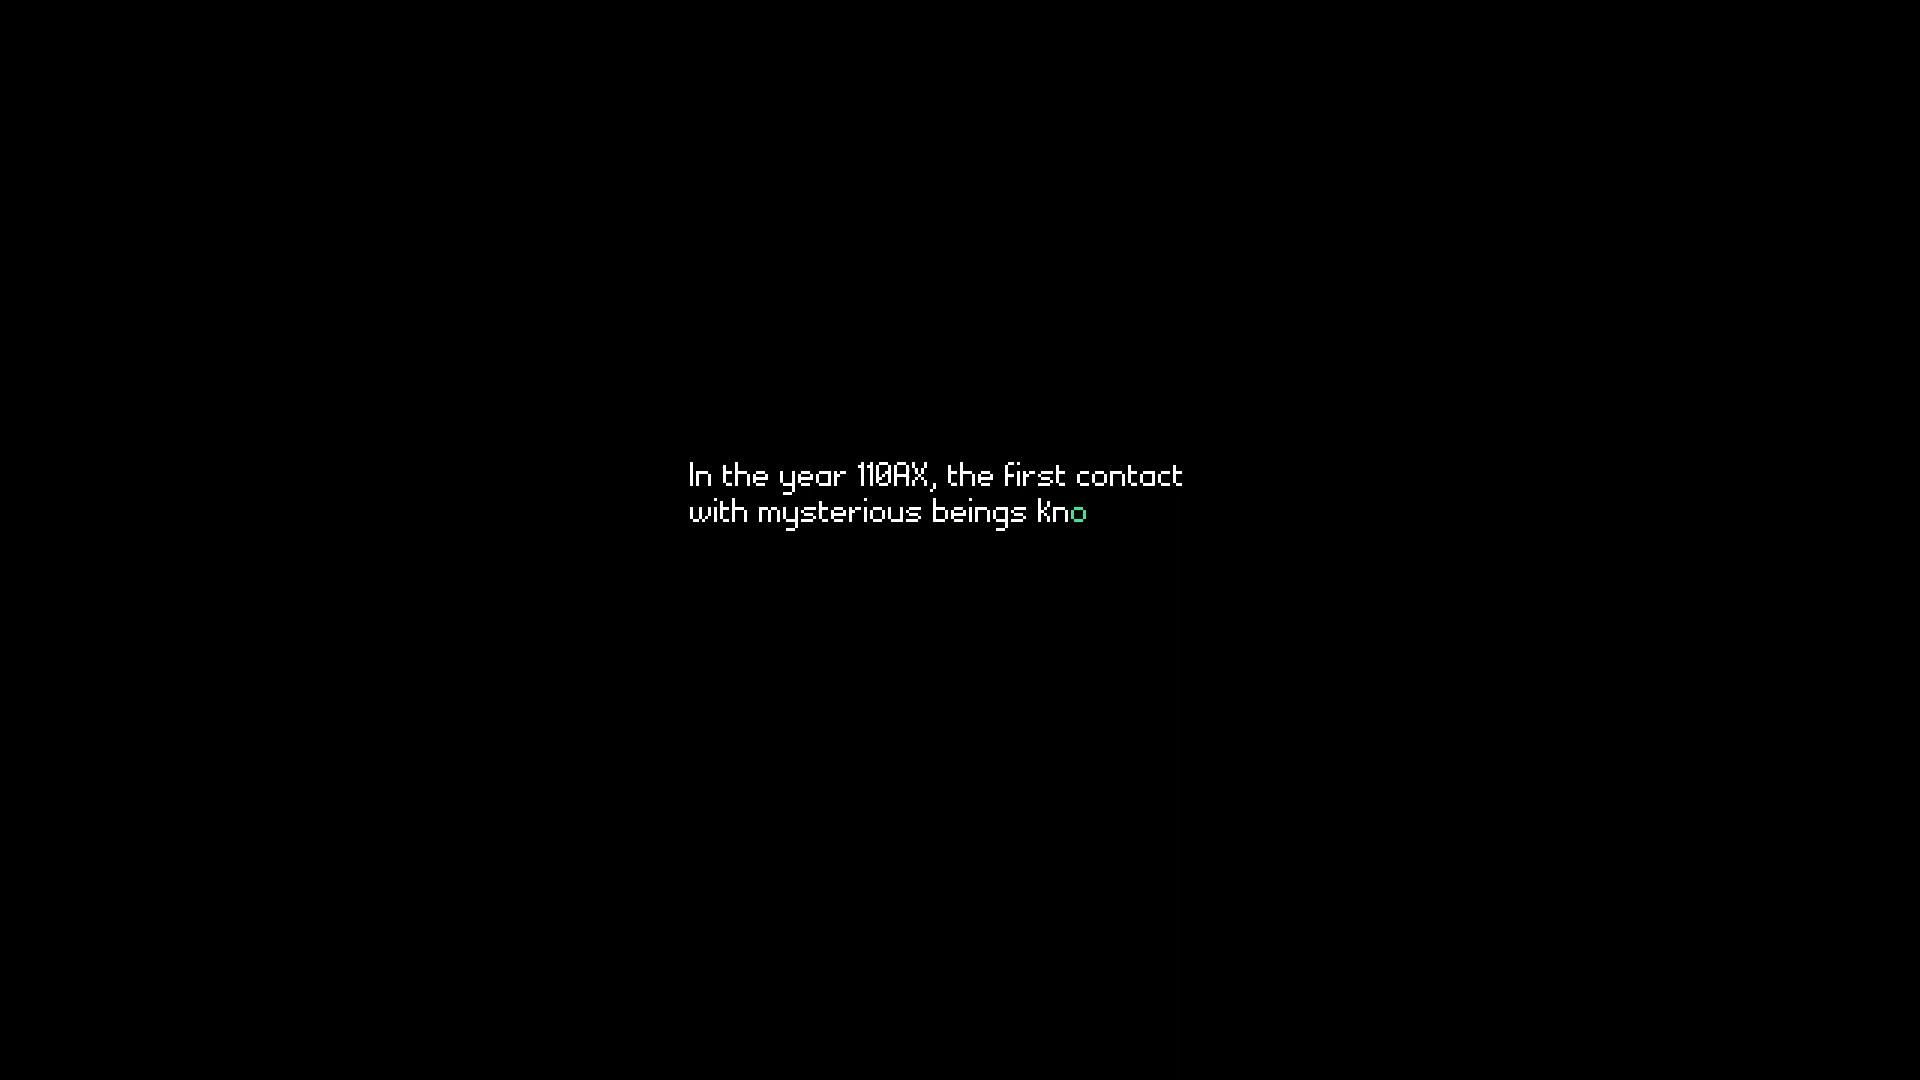 In the year 110AX, the first contact
with mysterious beings kno